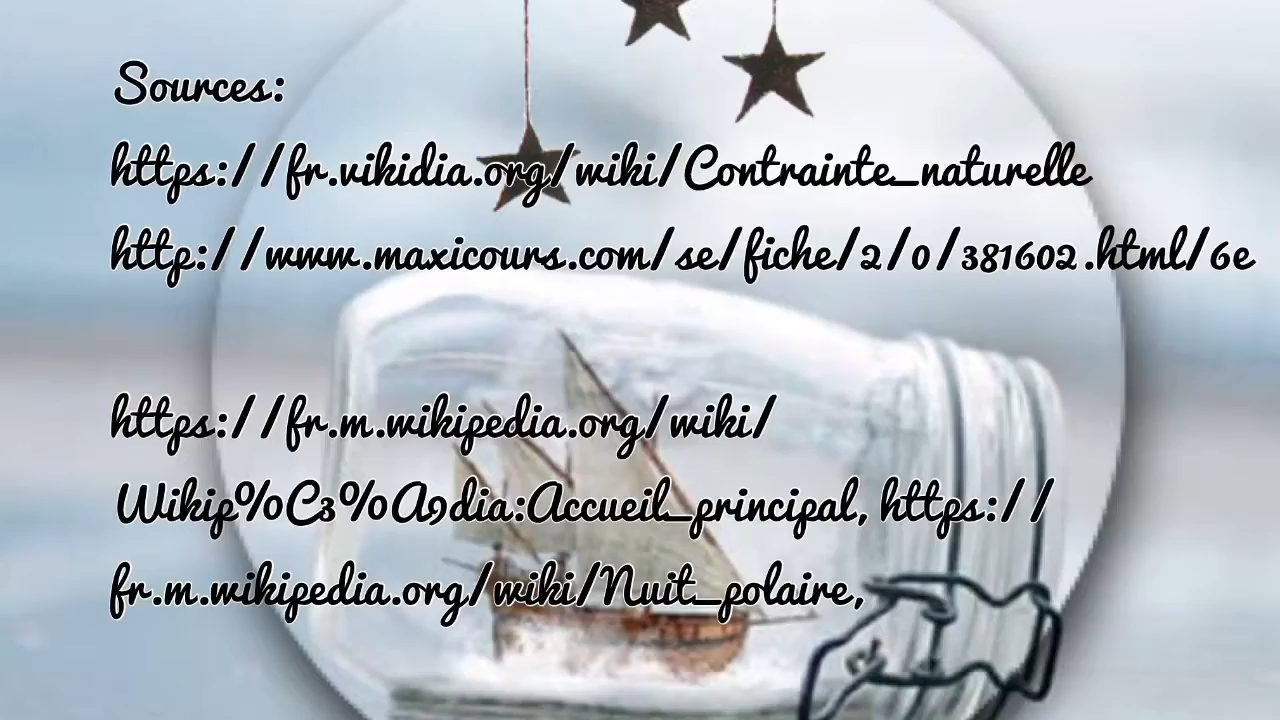 Sources:
https://fr.vikidia.org/wiki/Contrainte_naturelle
http://www.maxicours.com/se/fiche/2/0/381602.html/6e
https://fr.m.wikipedia.org/wiki/
Wikip%C3%A9dia:Accueil_principal, https://
fr.m.wikipedia.org/wiki/Nuit_polaire,